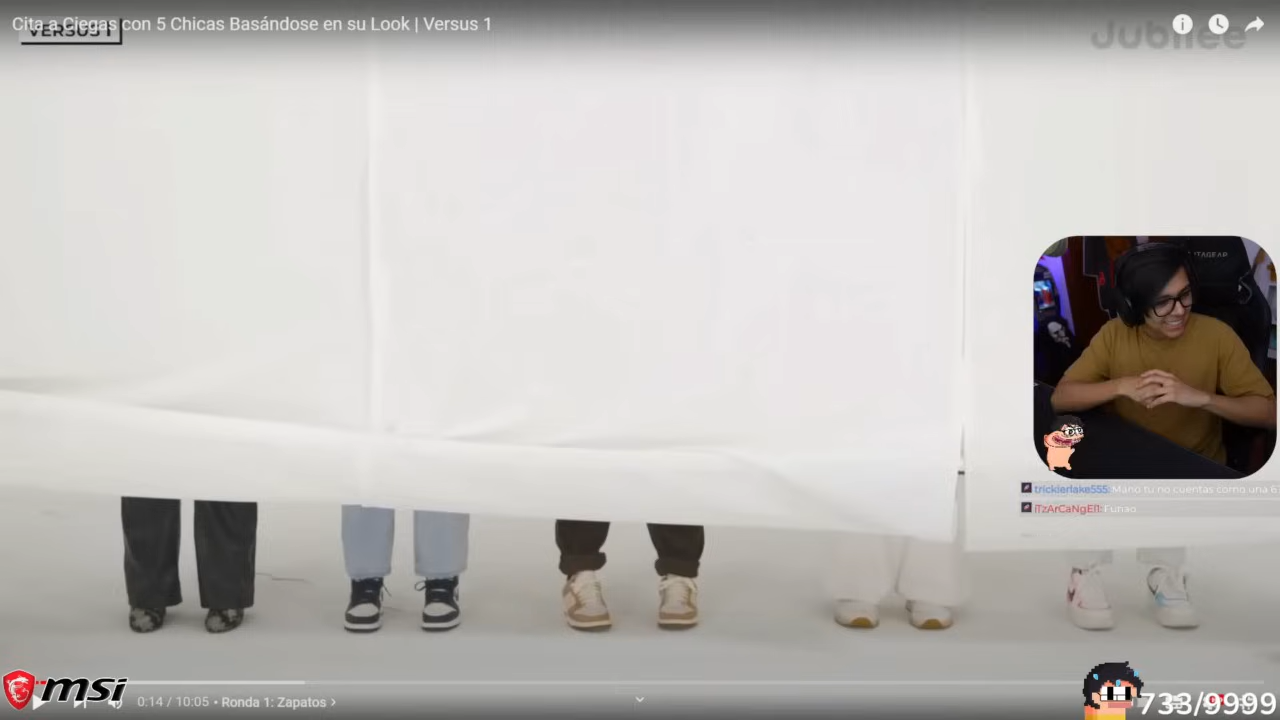 Cita a Ciegas con 5 Chicas Basándose en su Look | Versus 1
VERSUS 1
Jubilee
UTAGEAR
trickierlake555: Mano tu no cuentas como una 6
iTzArCaNgEl1: Funao
msi
0:14 / 10:05 • Ronda 1: Zapatos
733/9999